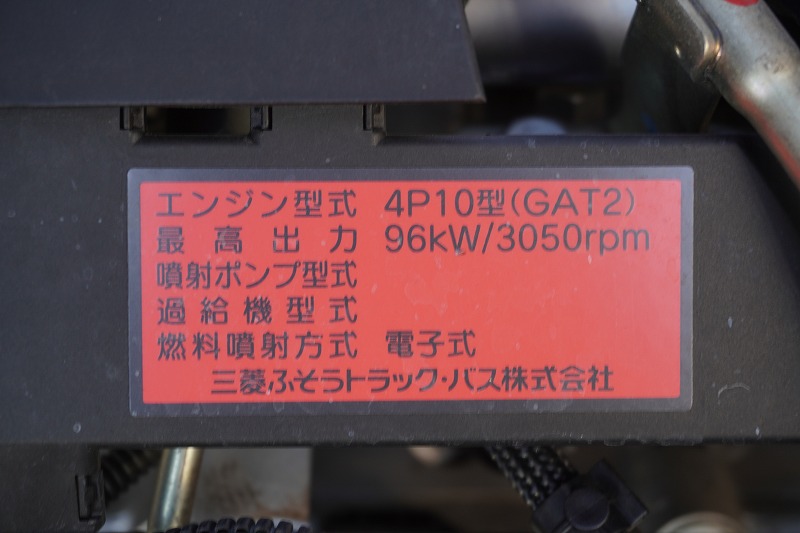 エンジン型式 4P10型(GAT2)
最高出力 96kW/3050rpm
噴射ポンプ型式
過給機型式
燃料噴射方式 電子式
三菱ふそうトラック・バス株式会社